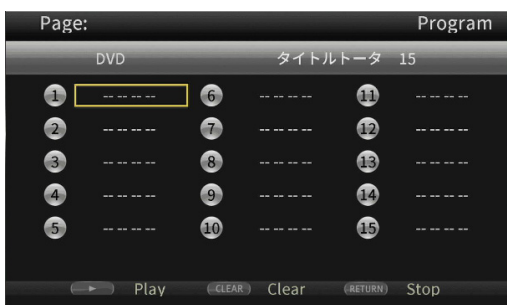 Page: Program
DVD タイトルトータ 15
1 -- -- -- -- 6 -- -- -- -- 11 -- -- -- --
2 -- -- -- -- 7 -- -- -- -- 12 -- -- -- --
3 -- -- -- -- 8 -- -- -- -- 13 -- -- -- --
4 -- -- -- -- 9 -- -- -- -- 14 -- -- -- --
5 -- -- -- -- 10 -- -- -- -- 15 -- -- -- --
Play CLEAR Clear RETURN Stop